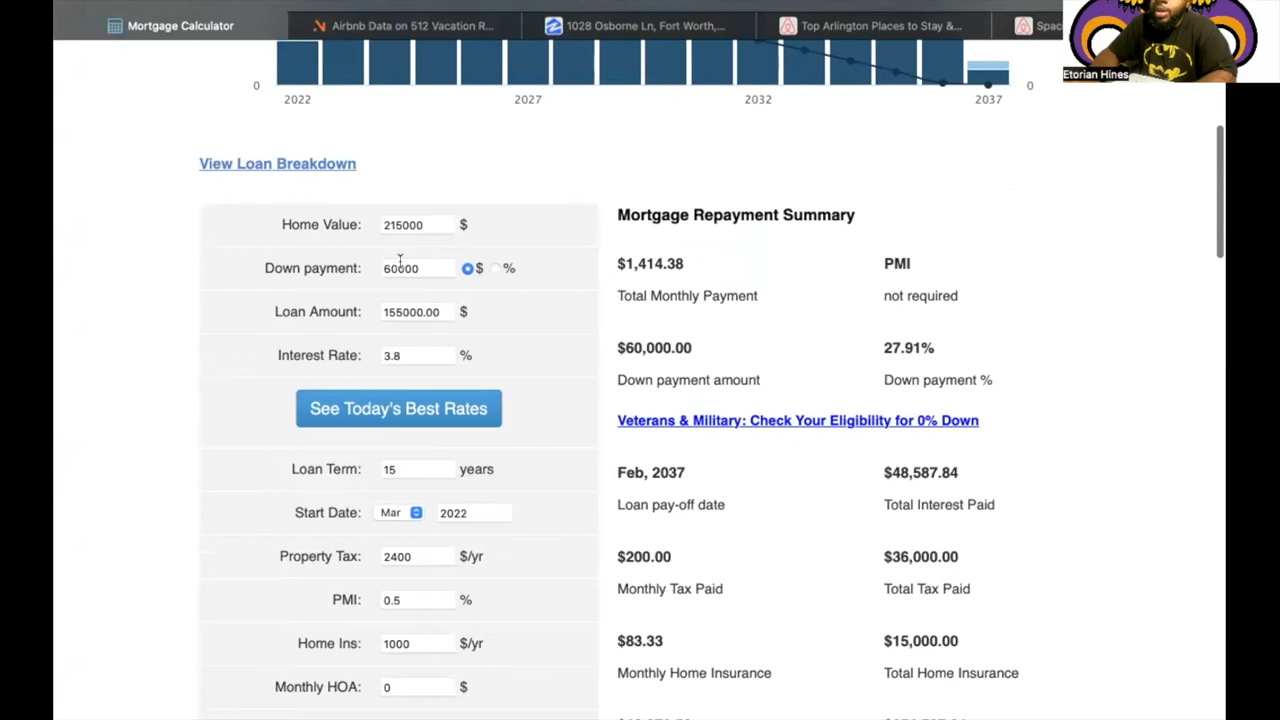 Mortgage Calculator
Airbnb Data on 512 Vacation R...
1028 Osborne Ln, Fort Worth,...
Top Arlington Places to Stay &...
Spac
Etorian Hines
0
0
2022
2027
2032
2037
View Loan Breakdown
Home Value: 215000 $
Down payment: 60000 $ %
Loan Amount: 155000.00 $
Interest Rate: 3.8 %
See Today's Best Rates
Loan Term: 15 years
Start Date: Mar 2022
Property Tax: 2400 $/yr
PMI: 0.5 %
Home Ins: 1000 $/yr
Monthly HOA: 0 $
Mortgage Repayment Summary
$1,414.38 PMI
Total Monthly Payment not required
$60,000.00 27.91%
Down payment amount Down payment %
Veterans & Military: Check Your Eligibility for 0% Down
Feb, 2037 $48,587.84
Loan pay-off date Total Interest Paid
$200.00 $36,000.00
Monthly Tax Paid Total Tax Paid
$83.33 $15,000.00
Monthly Home Insurance Total Home Insurance